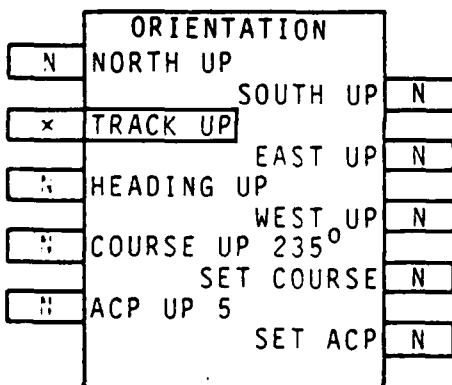 ORIENTATION
N NORTH UP
SOUTH UP N
× TRACK UP
EAST UP N
N HEADING UP
WEST UP N
N COURSE UP 235°
SET COURSE N
N ACP UP 5
SET ACP N